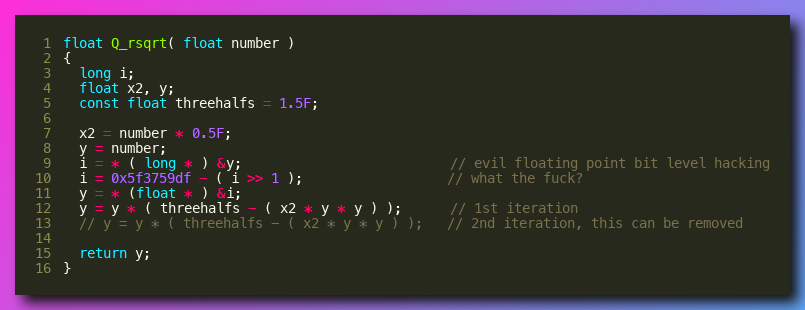 1 float Q_rsqrt( float number )
2 {
3   long i;
4   float x2, y;
5   const float threehalfs = 1.5F;
6
7   x2 = number * 0.5F;
8   y = number;
9   i = * ( long * ) &y;                          // evil floating point bit level hacking
10   i = 0x5f3759df - ( i >> 1 );                  // what the fuck?
11   y = * (float * ) &i;
12   y = y * ( threehalfs - ( x2 * y * y ) );      // 1st iteration
13   // y = y * ( threehalfs - ( x2 * y * y ) );   // 2nd iteration, this can be removed
14
15   return y;
16 }